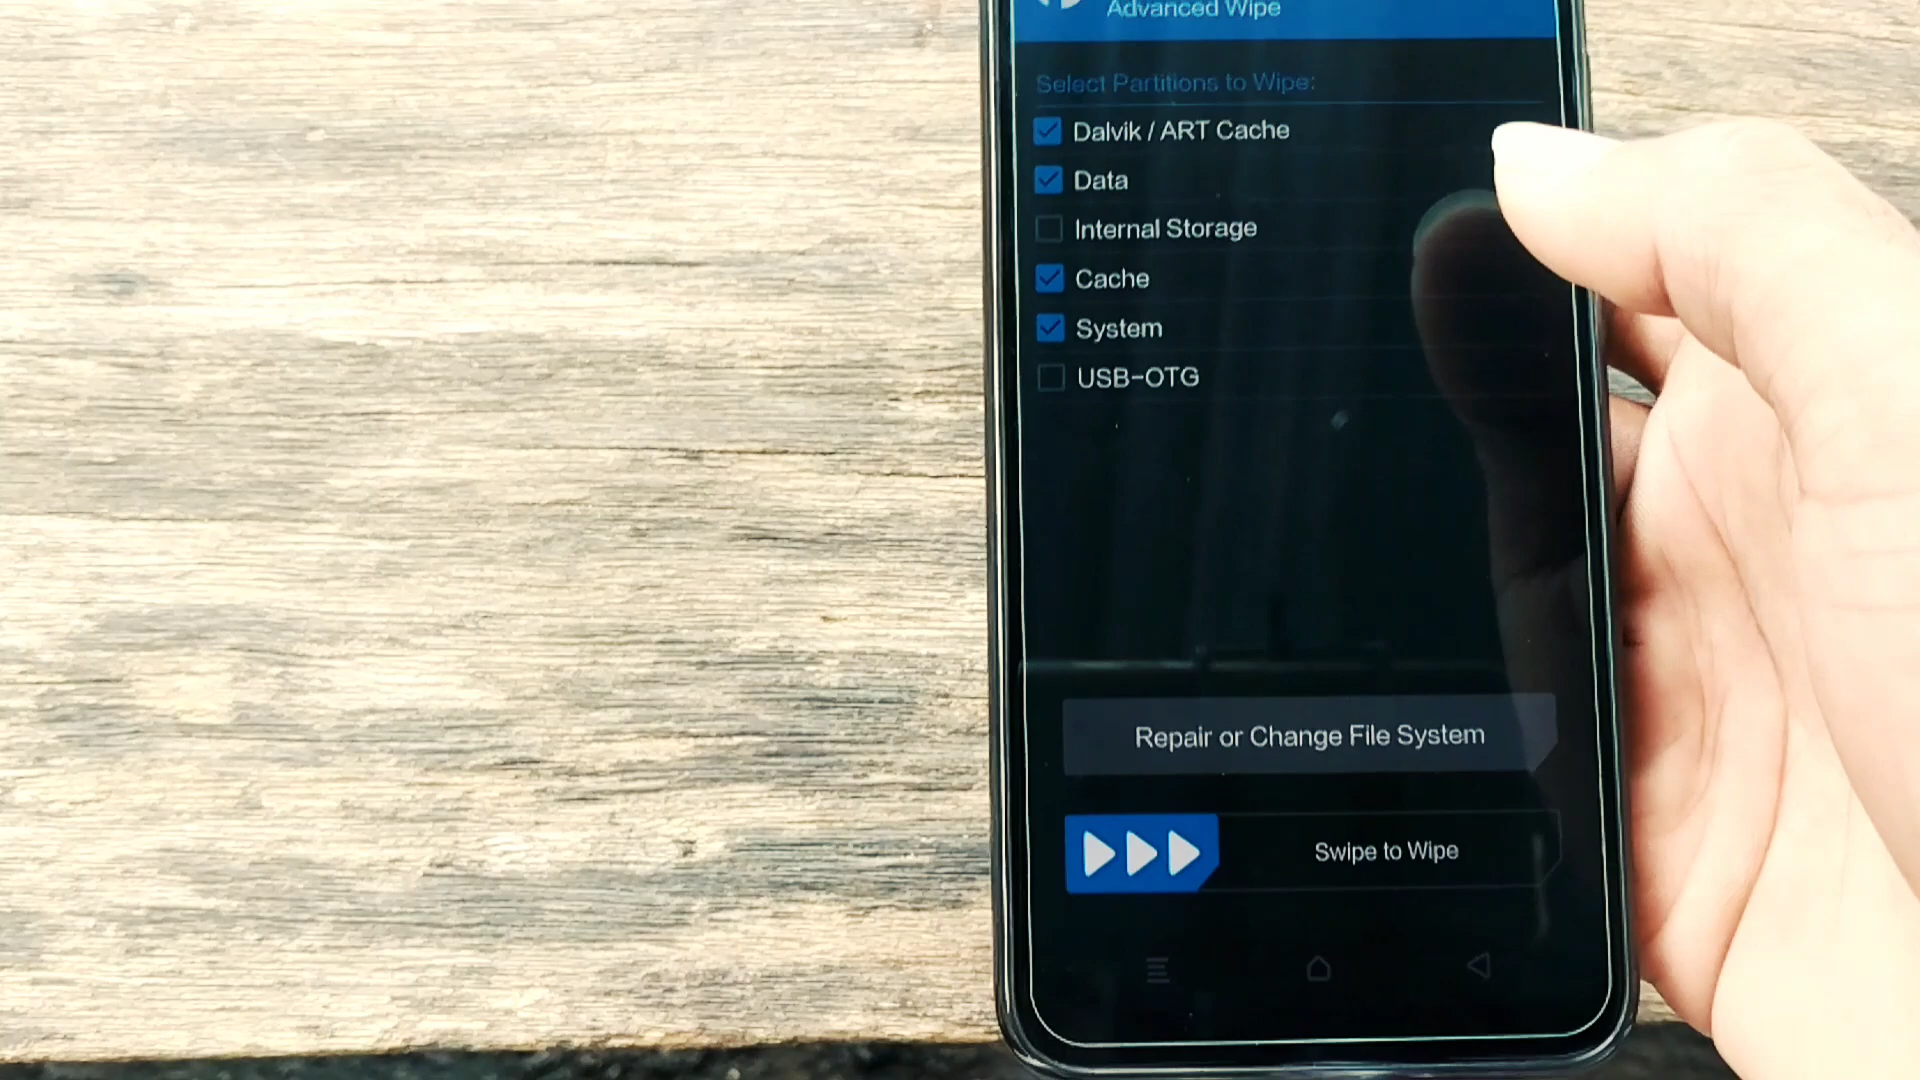 Advanced Wipe
Select Partitions to Wipe:
Dalvik / ART Cache
Data
Internal Storage
Cache
System
USB-OTG
Repair or Change File System
Swipe to Wipe